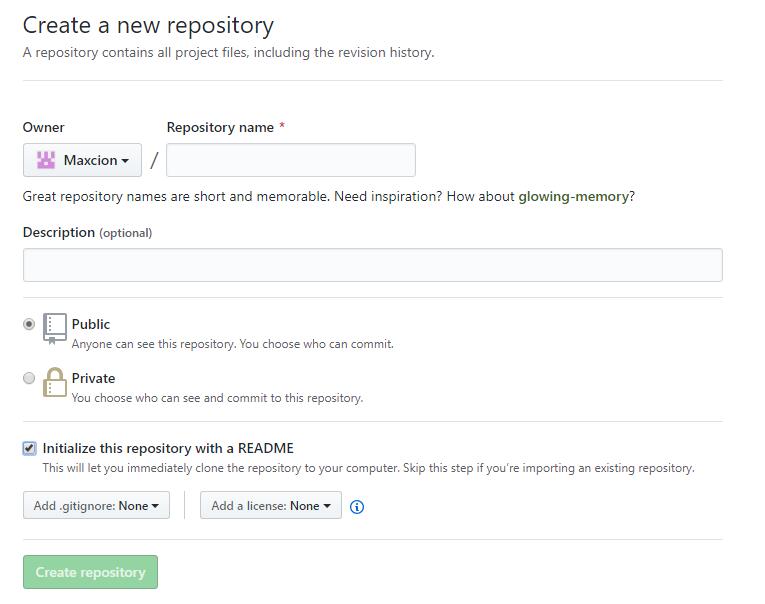 Create a new repository
A repository contains all project files, including the revision history.
Owner
Repository name *
Maxcion
/
Great repository names are short and memorable. Need inspiration? How about glowing-memory?
Description (optional)
Public
Anyone can see this repository. You choose who can commit.
Private
You choose who can see and commit to this repository.
Initialize this repository with a README
This will let you immediately clone the repository to your computer. Skip this step if you’re importing an existing repository.
Add .gitignore: None
Add a license: None
Create repository